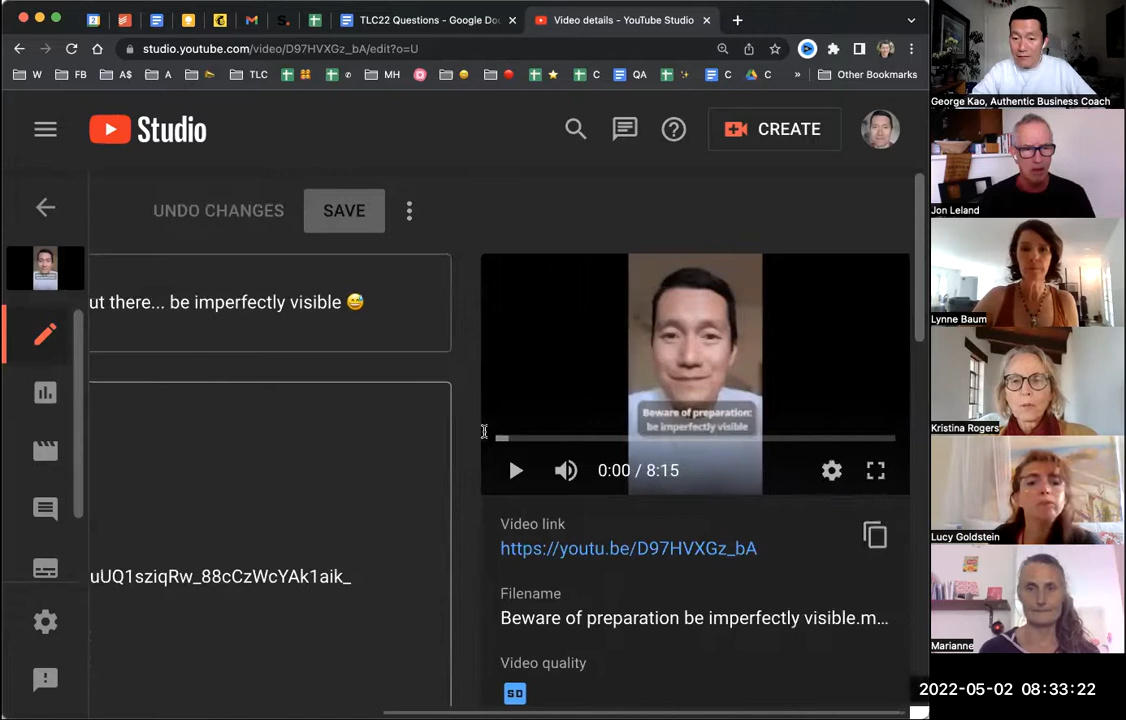 TLC22 Questions - Google Doc
Video details - YouTube Studio
studio.youtube.com/video/D97HVXGz_bA/edit?o=U
W
FB
A$
A
TLC
MH
QA
C
C
C
»
Other Bookmarks
Studio
CREATE
UNDO CHANGES
SAVE
ut there... be imperfectly visible 😅
uUQ1sziqRw_88cCzWcYAk1aik_
Beware of preparation:
be imperfectly visible
0:00 / 8:15
Video link
https://youtu.be/D97HVXGz_bA
Filename
Beware of preparation be imperfectly visible.m...
Video quality
SD
George Kao, Authentic Business Coach
Jon Leland
Lynne Baum
Kristina Rogers
Lucy Goldstein
Marianne
2022-05-02 08:33:22